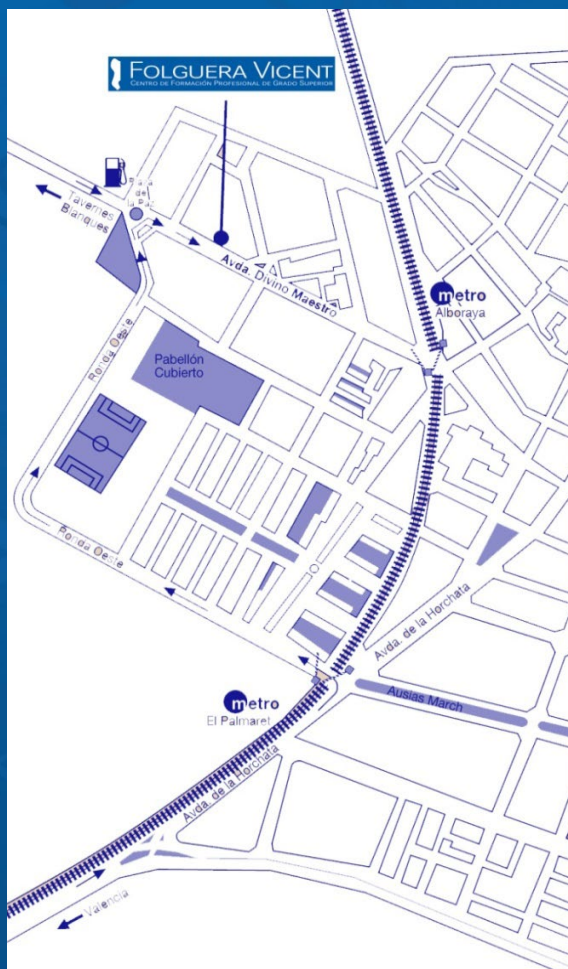 FOLGUERA VICENT
CENTRO DE FORMACIÓN PROFESIONAL DE GRADO SUPERIOR
Tavernes
Blanques
Avda. Divino Maestro
metro
Alboraya
Ronda Oeste
Pabellón
Cubierto
Ronda Oeste
Avda. de la Horchata
Ausias March
metro
El Palmaret
Avda. de la Horchata
Valencia